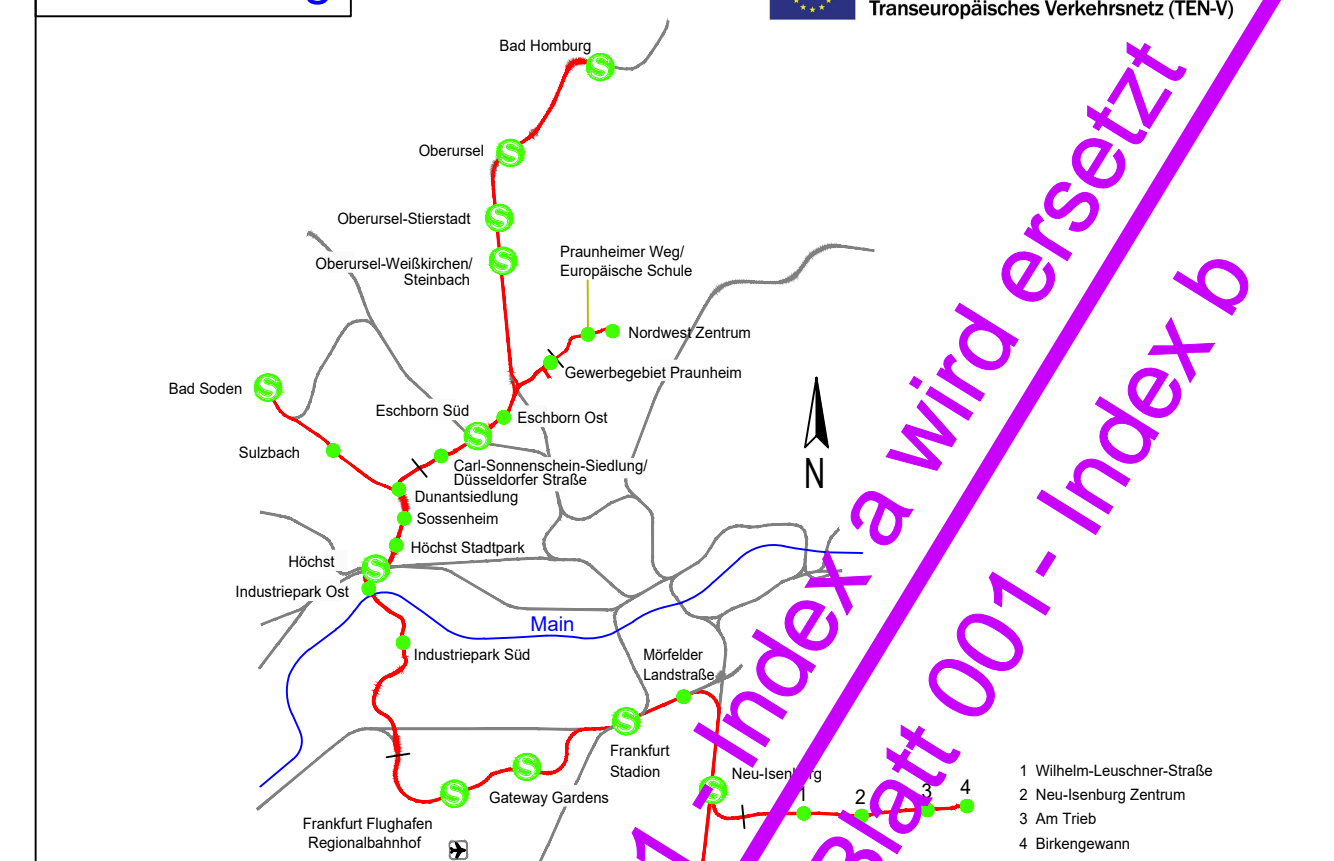 Transeuropäisches Verkehrsnetz (TEN-V)
Bad Homburg
Oberursel
Oberursel-Stierstadt
Oberursel-Weißkirchen/
Steinbach
Praunheimer Weg/
Europäische Schule
Nordwest Zentrum
Gewerbegebiet Praunheim
Bad Soden
Eschborn Süd
Eschborn Ost
Sulzbach
Carl-Sonnenschein-Siedlung/
Düsseldorfer Straße
Dunantsiedlung
Sossenheim
Höchst Stadtpark
Höchst
Industriepark Ost
Main
Industriepark Süd
Mörfelder
Landstraße
Frankfurt
Stadion
Gateway Gardens
Frankfurt Flughafen
Regionalbahnhof
Neu-Isenburg
1
2
3
4
N
1 Wilhelm-Leuschner-Straße
2 Neu-Isenburg Zentrum
3 Am Trieb
4 Birkengewann
1 - Index a wird ersetzt
Blatt 001 - Index b